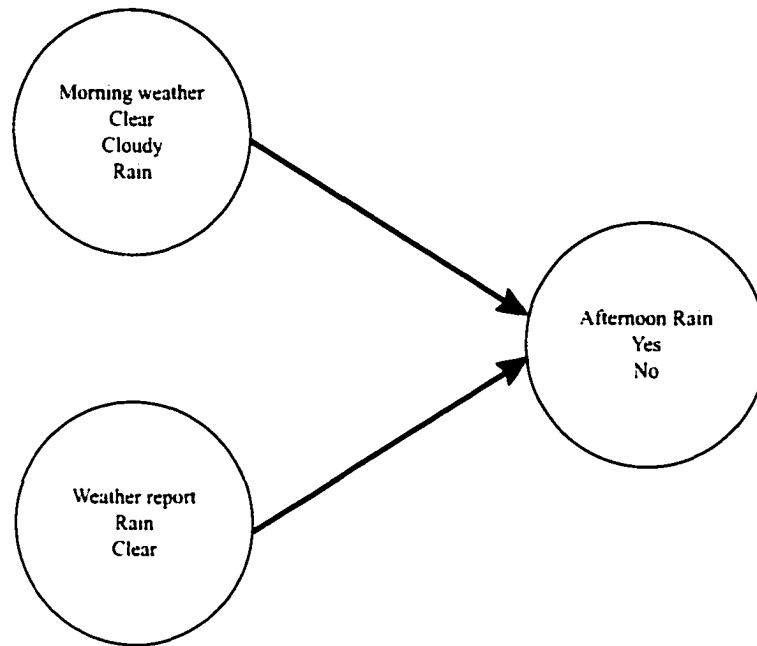 Morning weather
Clear
Cloudy
Rain
Afternoon Rain
Yes
No
Weather report
Rain
Clear